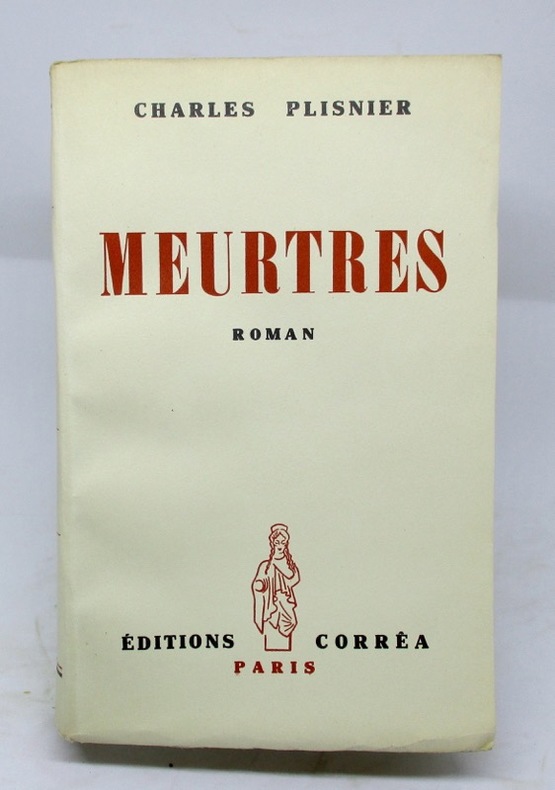 CHARLES PLISNIER
MEURTRES
ROMAN
ÉDITIONS CORRÊA
PARIS